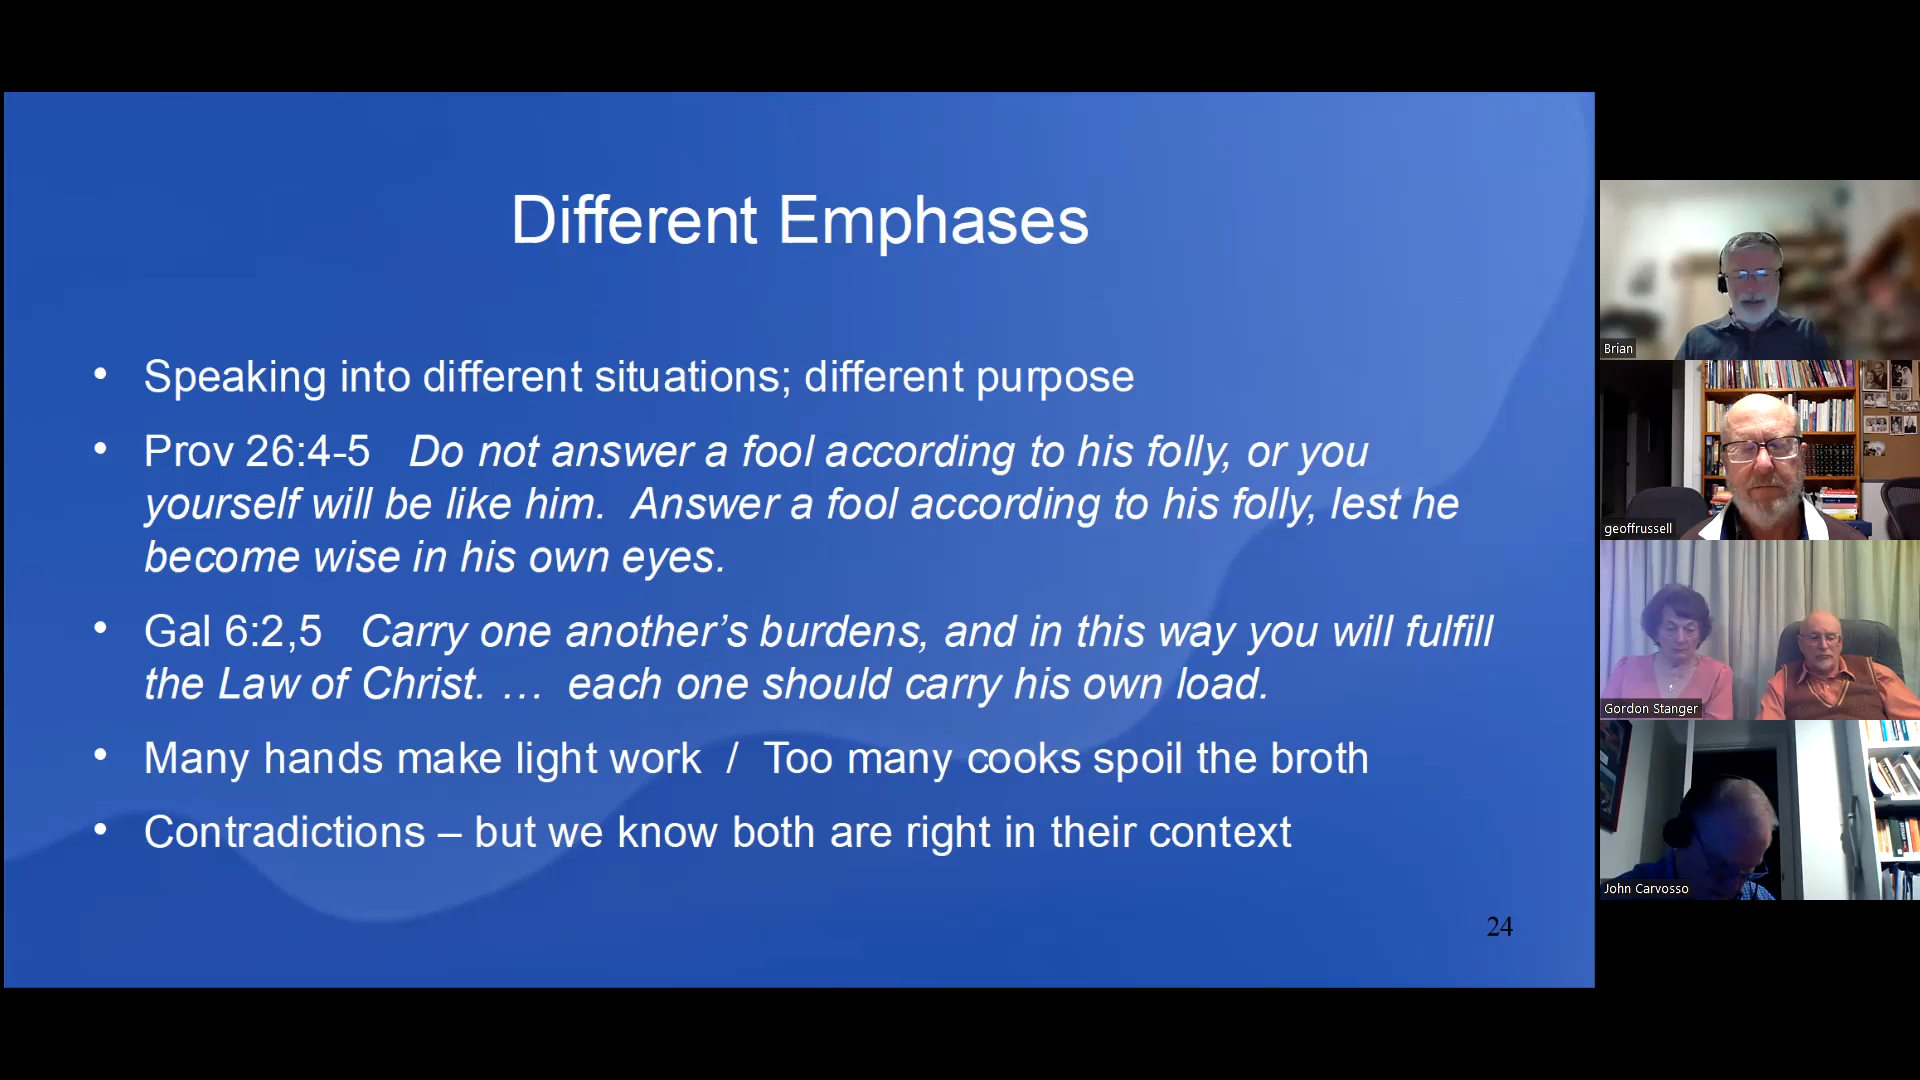 Different Emphases
• Speaking into different situations; different purpose
• Prov 26:4-5 Do not answer a fool according to his folly, or you
yourself will be like him. Answer a fool according to his folly, lest he
become wise in his own eyes.
• Gal 6:2,5 Carry one another’s burdens, and in this way you will fulfill
the Law of Christ. … each one should carry his own load.
• Many hands make light work / Too many cooks spoil the broth
• Contradictions – but we know both are right in their context
24
Brian
geoffrussell
Gordon Stanger
John Carvosso